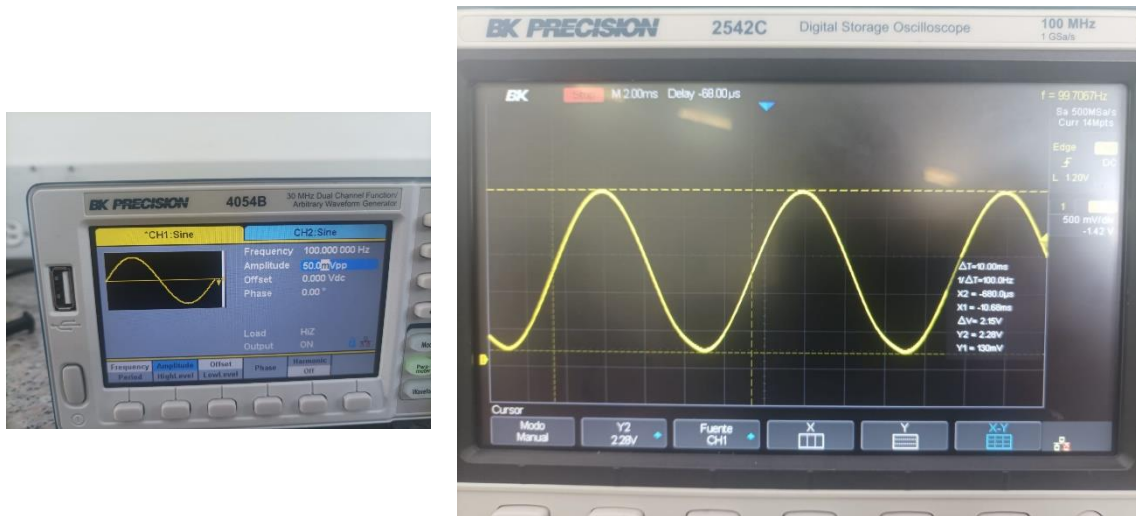 BK PRECISION 4054B 30 MHz Dual Channel Function/
Arbitrary Waveform Generator
CH1:Sine CH2:Sine
Frequency 100.000 000 Hz
Amplitude 50.0mVpp
Offset 0.000 Vdc
Phase 0.00 °
Load HiZ
Output ON
Frequency Amplitude Offset Phase Harmonic
Period HighLevel LowLevel Off
BK PRECISION 2542C Digital Storage Oscilloscope 100 MHz
1 GSa/s
BK Stop M 2.00ms Delay -68.00µs f = 99.7067Hz
Sa 500MSa/s
Curr 14Mpts
Edge
DC
L 1.20V
1
500 mV/div
-1.42 V
ΔT=10.00ms
1/ΔT=100.0Hz
X2 = -680.0µs
X1 = -10.68ms
ΔV= 2.15V
Y2 = 2.28V
Y1 = 130mV
Cursor
Modo Y2 Fuente X Y X-Y
Manual 2.28V CH1